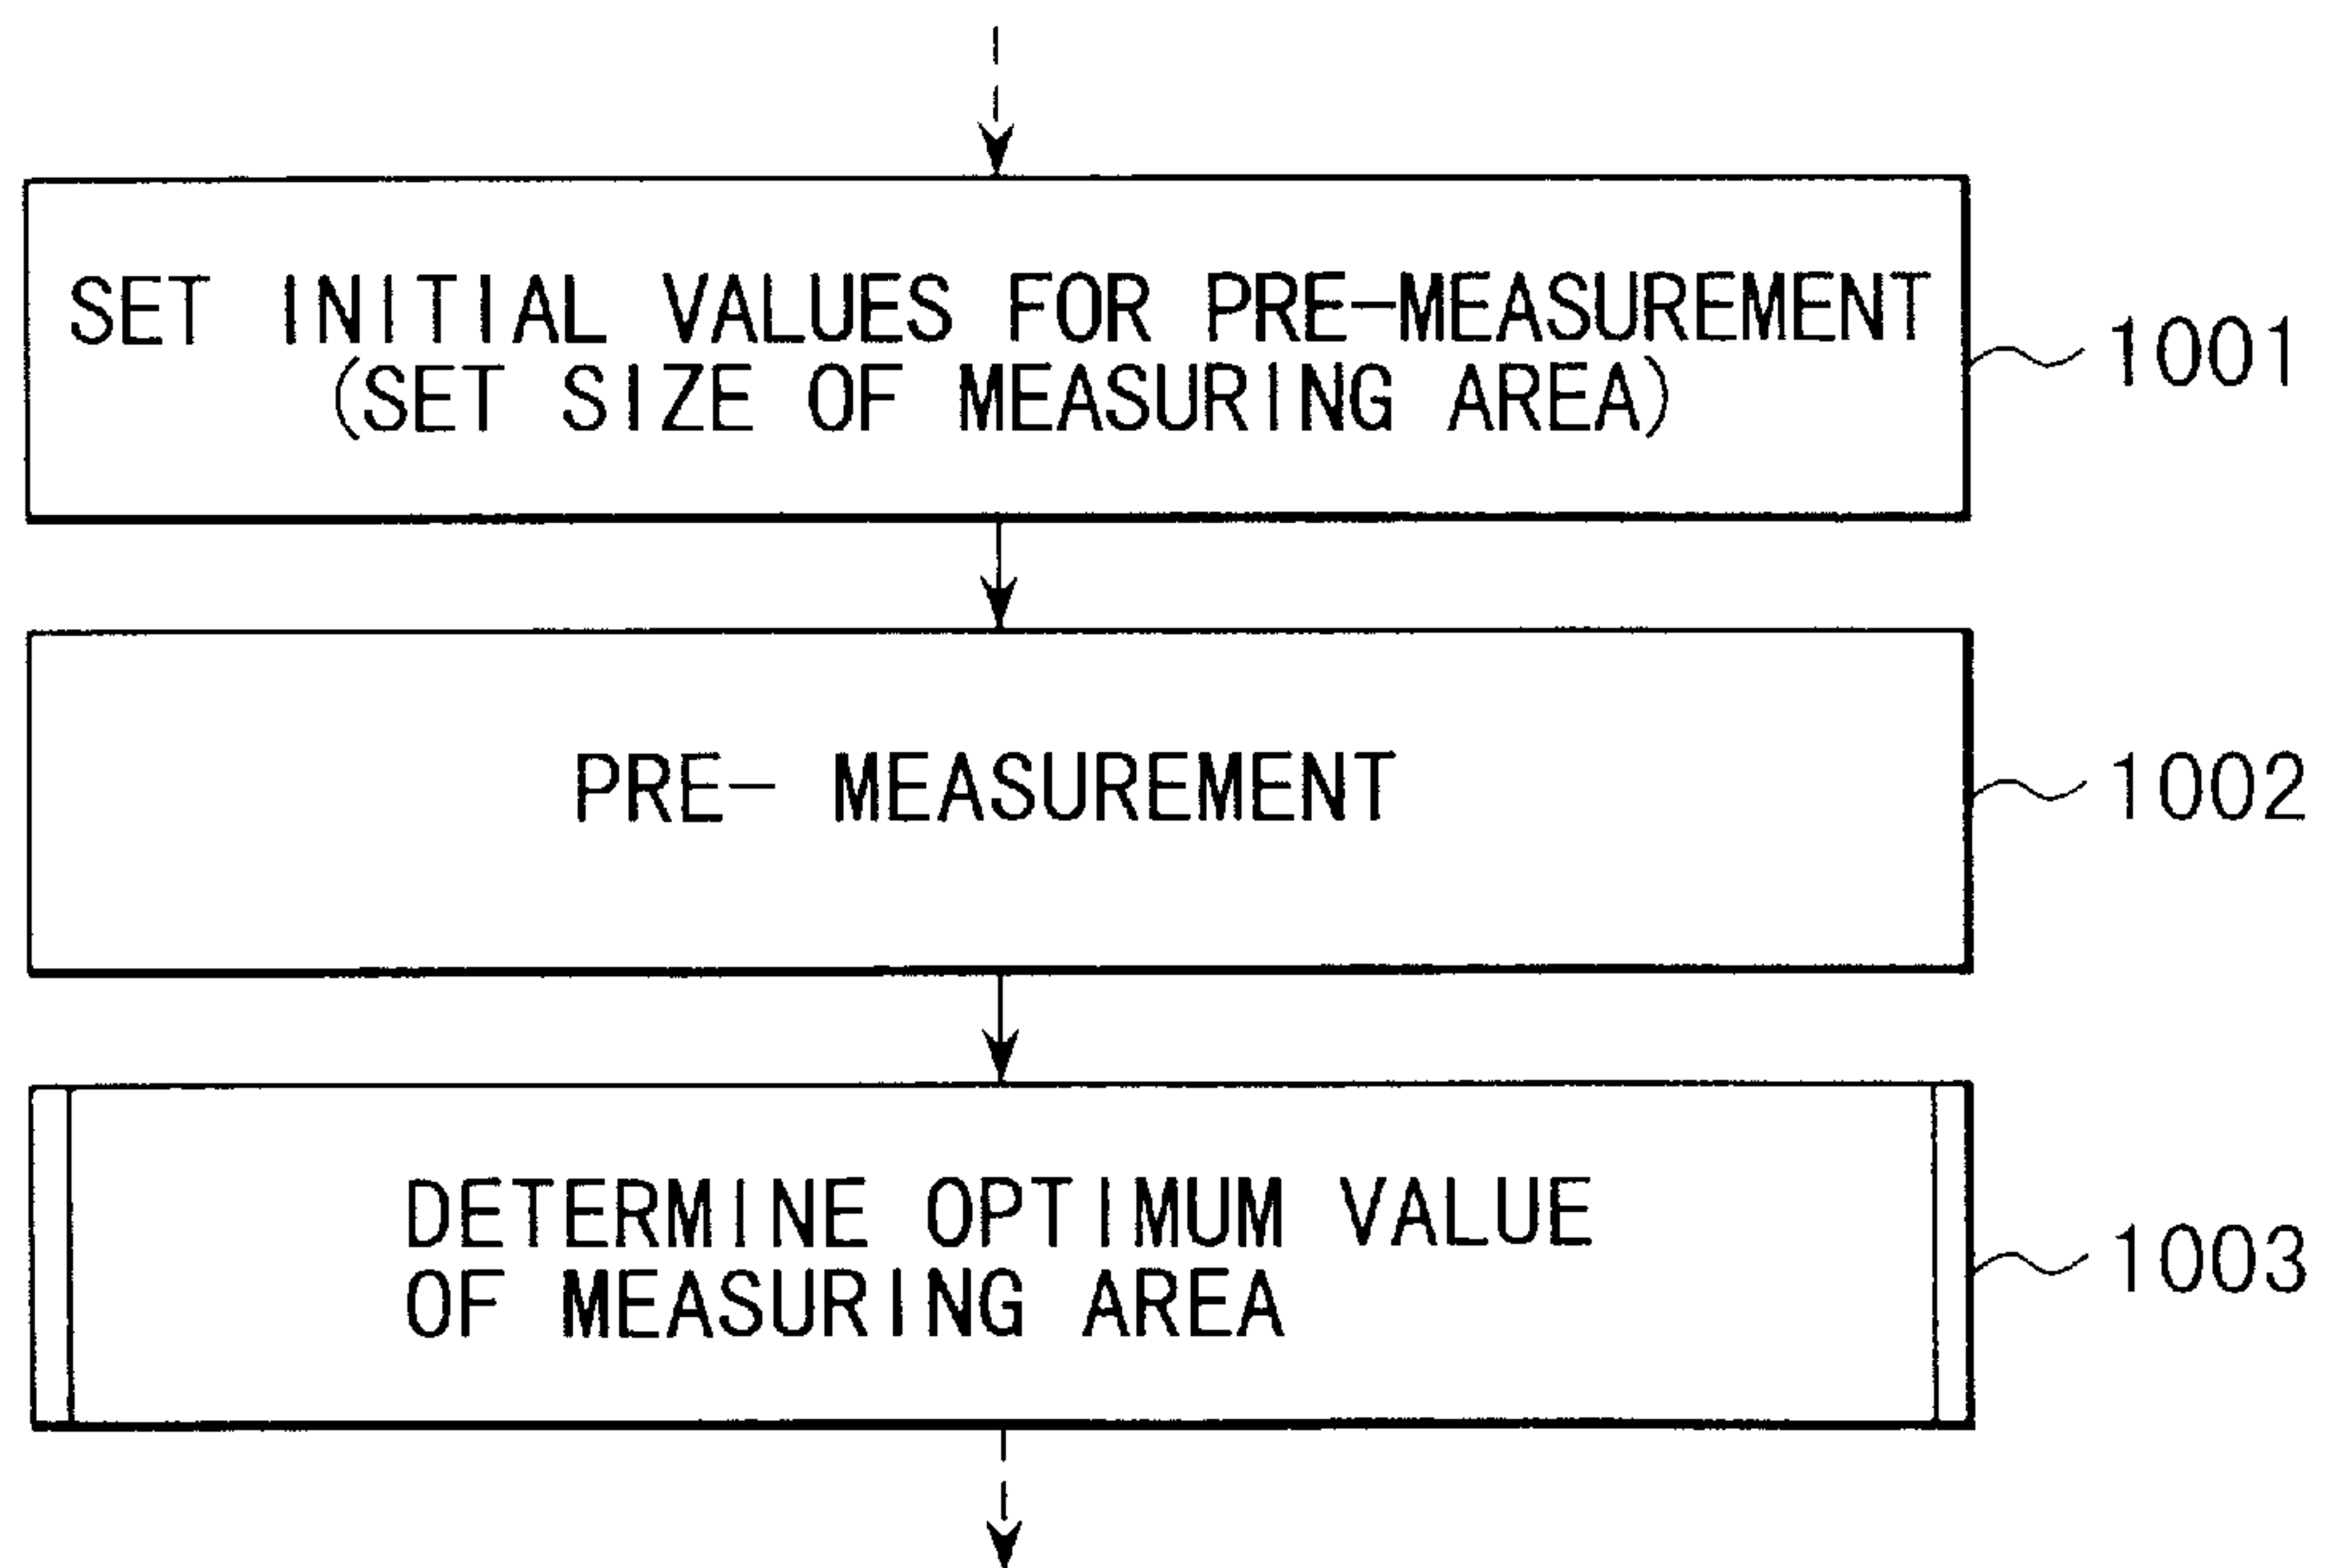 SET INITIAL VALUES FOR PRE-MEASUREMENT
(SET SIZE OF MEASURING AREA)
1001
PRE- MEASUREMENT
1002
DETERMINE OPTIMUM VALUE
OF MEASURING AREA
1003